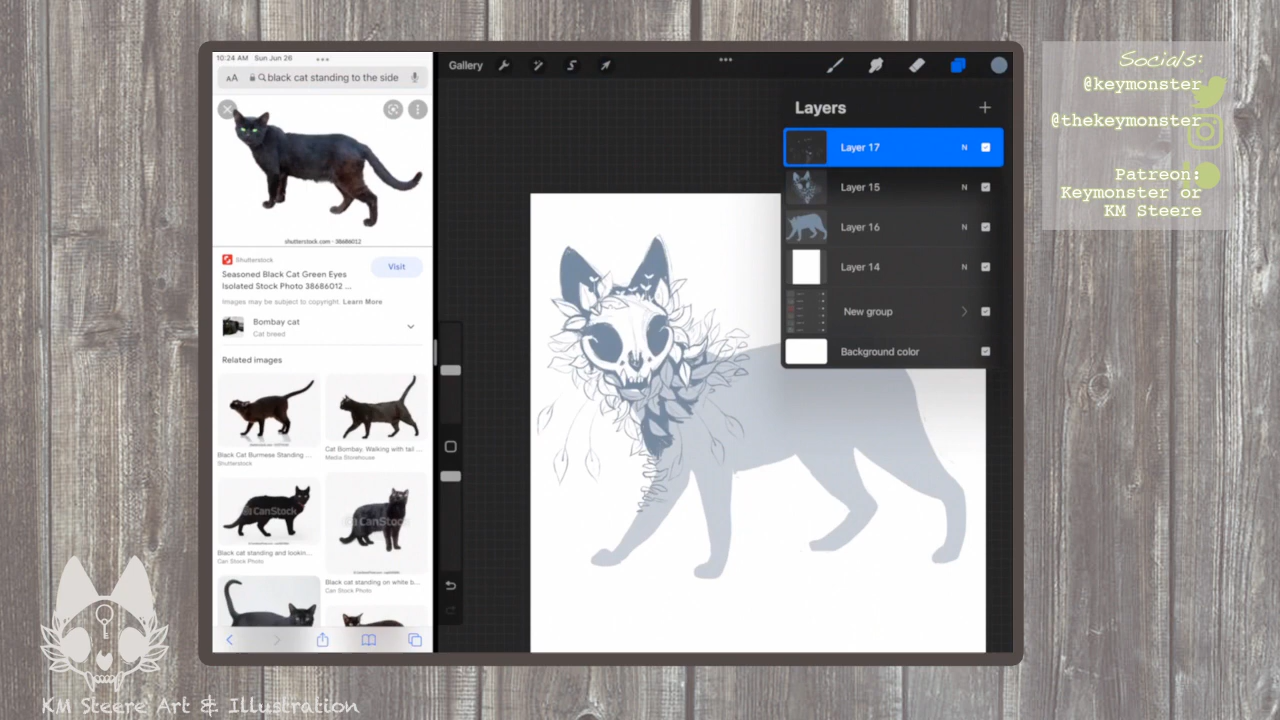 10:24 AM Sun Jun 26
AA black cat standing to the side
shutterstock.com · 38686012
Shutterstock
Seasoned Black Cat Green Eyes
Isolated Stock Photo 38686012 ...
Visit
Images may be subject to copyright. Learn More
Bombay cat
Cat breed
Related images
Black Cat Burmese Standing ...
Shutterstock
Cat Bombay, Walking with tail ...
Media Storehouse
CanStock
Black cat standing and lookin...
Can Stock Photo
CanStock
Black cat standing on white b...
Can Stock Photo
Gallery
S
Layers
Layer 17 N
Layer 15 N
Layer 16 N
Layer 14 N
New group
Background color
Socials:
@keymonster
@thekeymonster
Patreon:
Keymonster or
KM Steere
KM Steere Art & Illustration